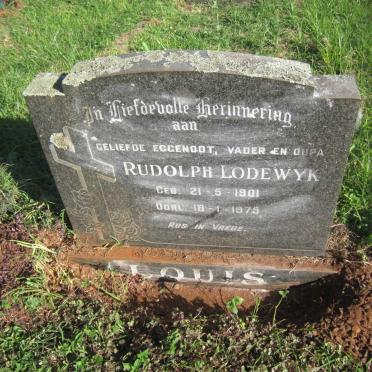 In Liefdevolle Herinnering
aan
GELIEFDE EGGENOOT, VADER EN OUPA
RUDOLPH LODEWYK
GEB. 21-5-1901
OORL. 18-1-1979
RUS IN VREDE.
LOUIS